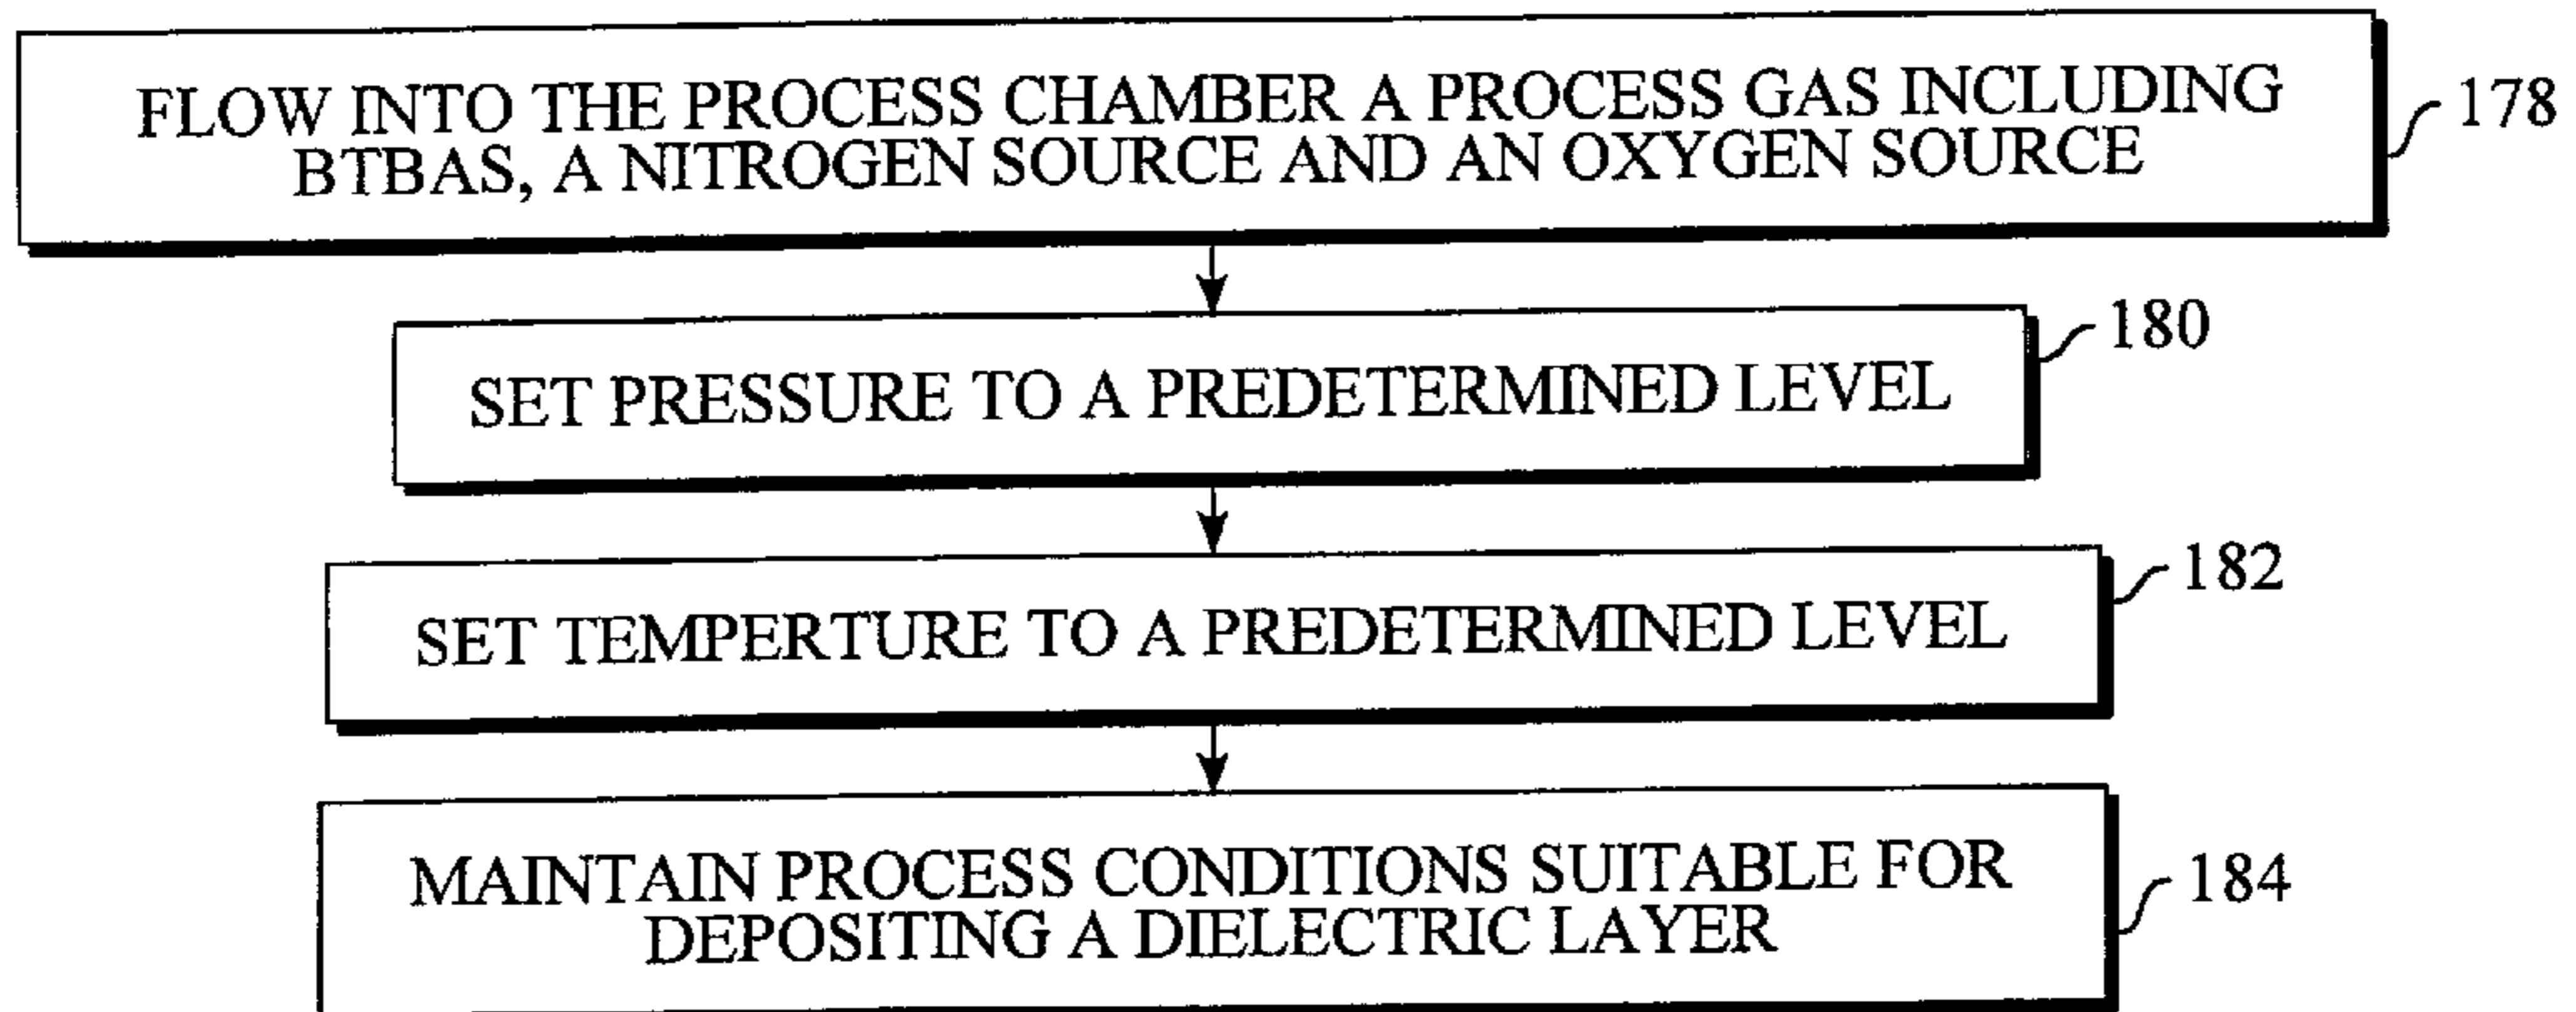 FLOW INTO THE PROCESS CHAMBER A PROCESS GAS INCLUDING
BTBAS, A NITROGEN SOURCE AND AN OXYGEN SOURCE
178
180
SET PRESSURE TO A PREDETERMINED LEVEL
182
SET TEMPERTURE TO A PREDETERMINED LEVEL
MAINTAIN PROCESS CONDITIONS SUITABLE FOR
DEPOSITING A DIELECTRIC LAYER
184